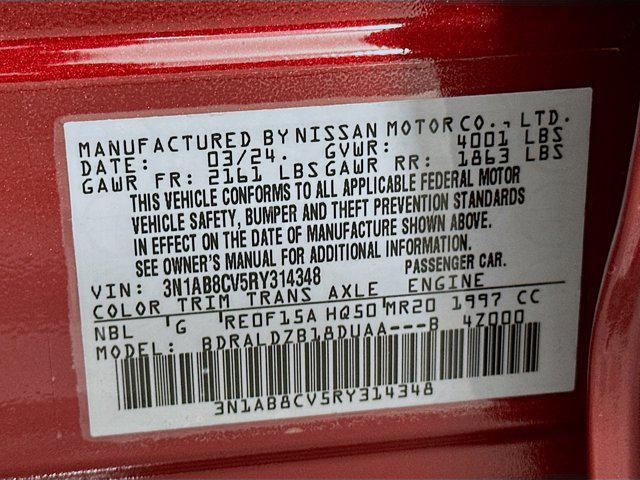 MANUFACTURED BY NISSAN MOTOR CO., LTD.
DATE: 03/24. GVWR: 4001 LBS
GAWR FR: 2161 LBS GAWR RR: 1863 LBS
THIS VEHICLE CONFORMS TO ALL APPLICABLE FEDERAL MOTOR
VEHICLE SAFETY, BUMPER AND THEFT PREVENTION STANDARDS
IN EFFECT ON THE DATE OF MANUFACTURE SHOWN ABOVE.
SEE OWNER'S MANUAL FOR ADDITIONAL INFORMATION.
VIN: 3N1AB8CV5RY314348 PASSENGER CAR.
COLOR TRIM TRANS AXLE ENGINE
NBL G RE0F15A HQ50 MR20 1997 CC
MODEL: BDRALDZB18DUAA---B 4Z000
3N1AB8CV5RY314348